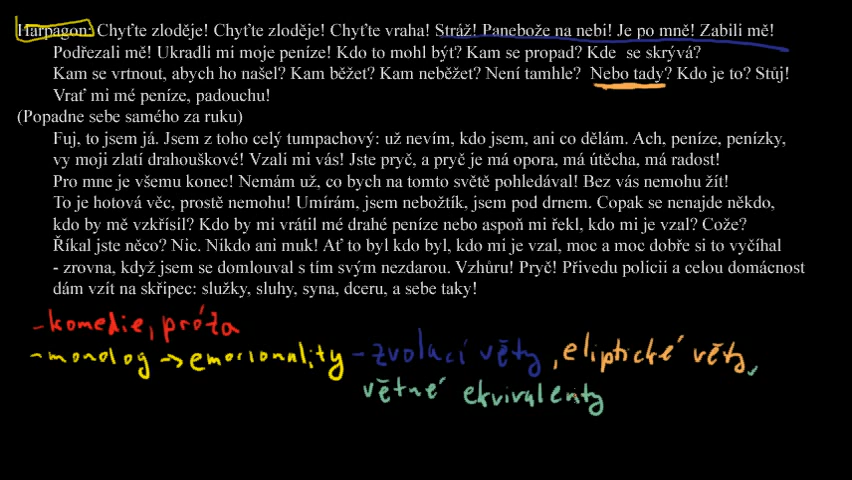 Harpagon: Chyťte zloděje! Chyťte zloděje! Chyťte vraha! Stráž! Panebože na nebi! Je po mně! Zabili mě!
Podřezali mě! Ukradli mi moje peníze! Kdo to mohl být? Kam se propad? Kde se skrývá?
Kam se vrtnout, abych ho našel? Kam běžet? Kam neběžet? Není tamhle? Nebo tady? Kdo je to? Stůj!
Vrať mi mé peníze, padouchu!
(Popadne sebe samého za ruku)
Fuj, to jsem já. Jsem z toho celý tumpachový: už nevím, kdo jsem, ani co dělám. Ach, peníze, penízky,
vy moji zlatí drahouškové! Vzali mi vás! Jste pryč, a pryč je má opora, má útěcha, má radost!
Pro mne je všemu konec! Nemám už, co bych na tomto světě pohledával! Bez vás nemohu žít!
To je hotová věc, prostě nemohu! Umírám, jsem nebožtík, jsem pod drnem. Copak se nenajde někdo,
kdo by mě vzkřísil? Kdo by mi vrátil mé drahé peníze nebo aspoň mi řekl, kdo mi je vzal? Cože?
Říkal jste něco? Nic. Nikdo ani muk! Ať to byl kdo byl, kdo mi je vzal, moc a moc dobře si to vyčíhal
- zrovna, když jsem se domlouval s tím svým nezdarou. Vzhůru! Pryč! Přivedu policii a celou domácnost
dám vzít na skřipec: služky, sluhy, syna, dceru, a sebe taky!
- komedie, próza
- monolog → emocionality - zvolací věty, eliptické věty,
větné ekvivalenty